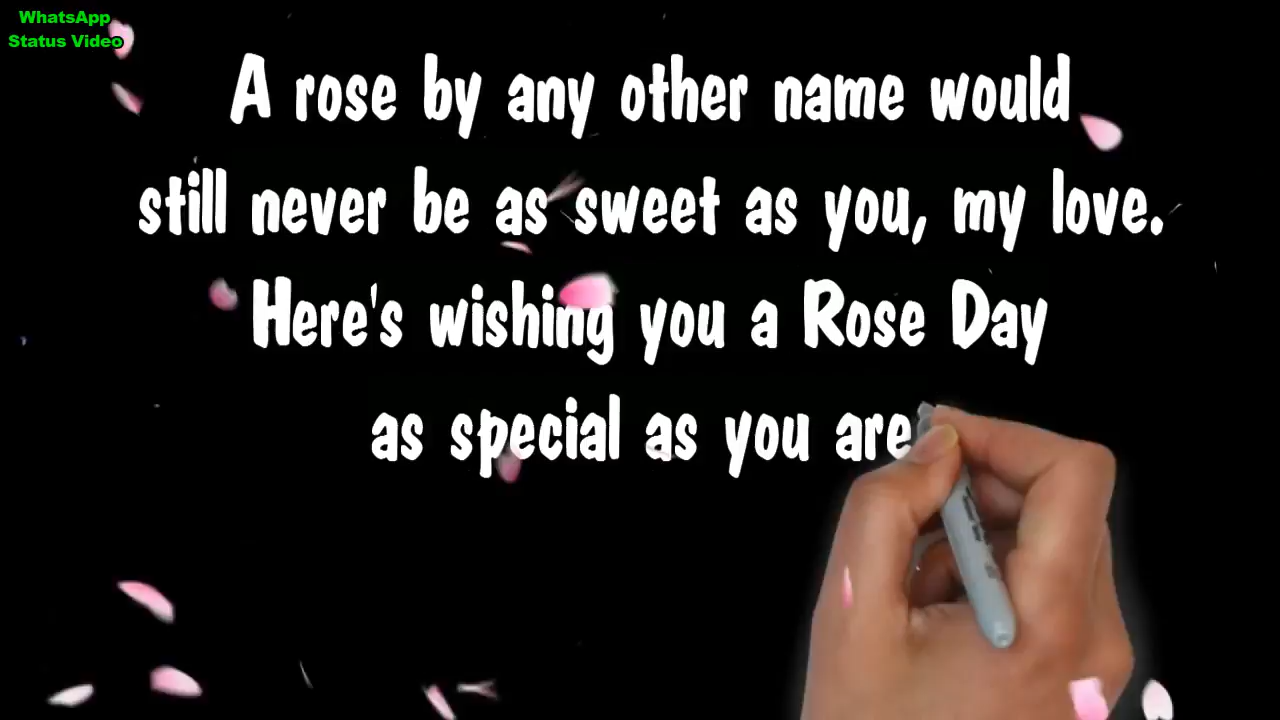 WhatsApp
Status Video
A rose by any other name would
still never be as sweet as you, my love.
Here's wishing you a Rose Day
as special as you are